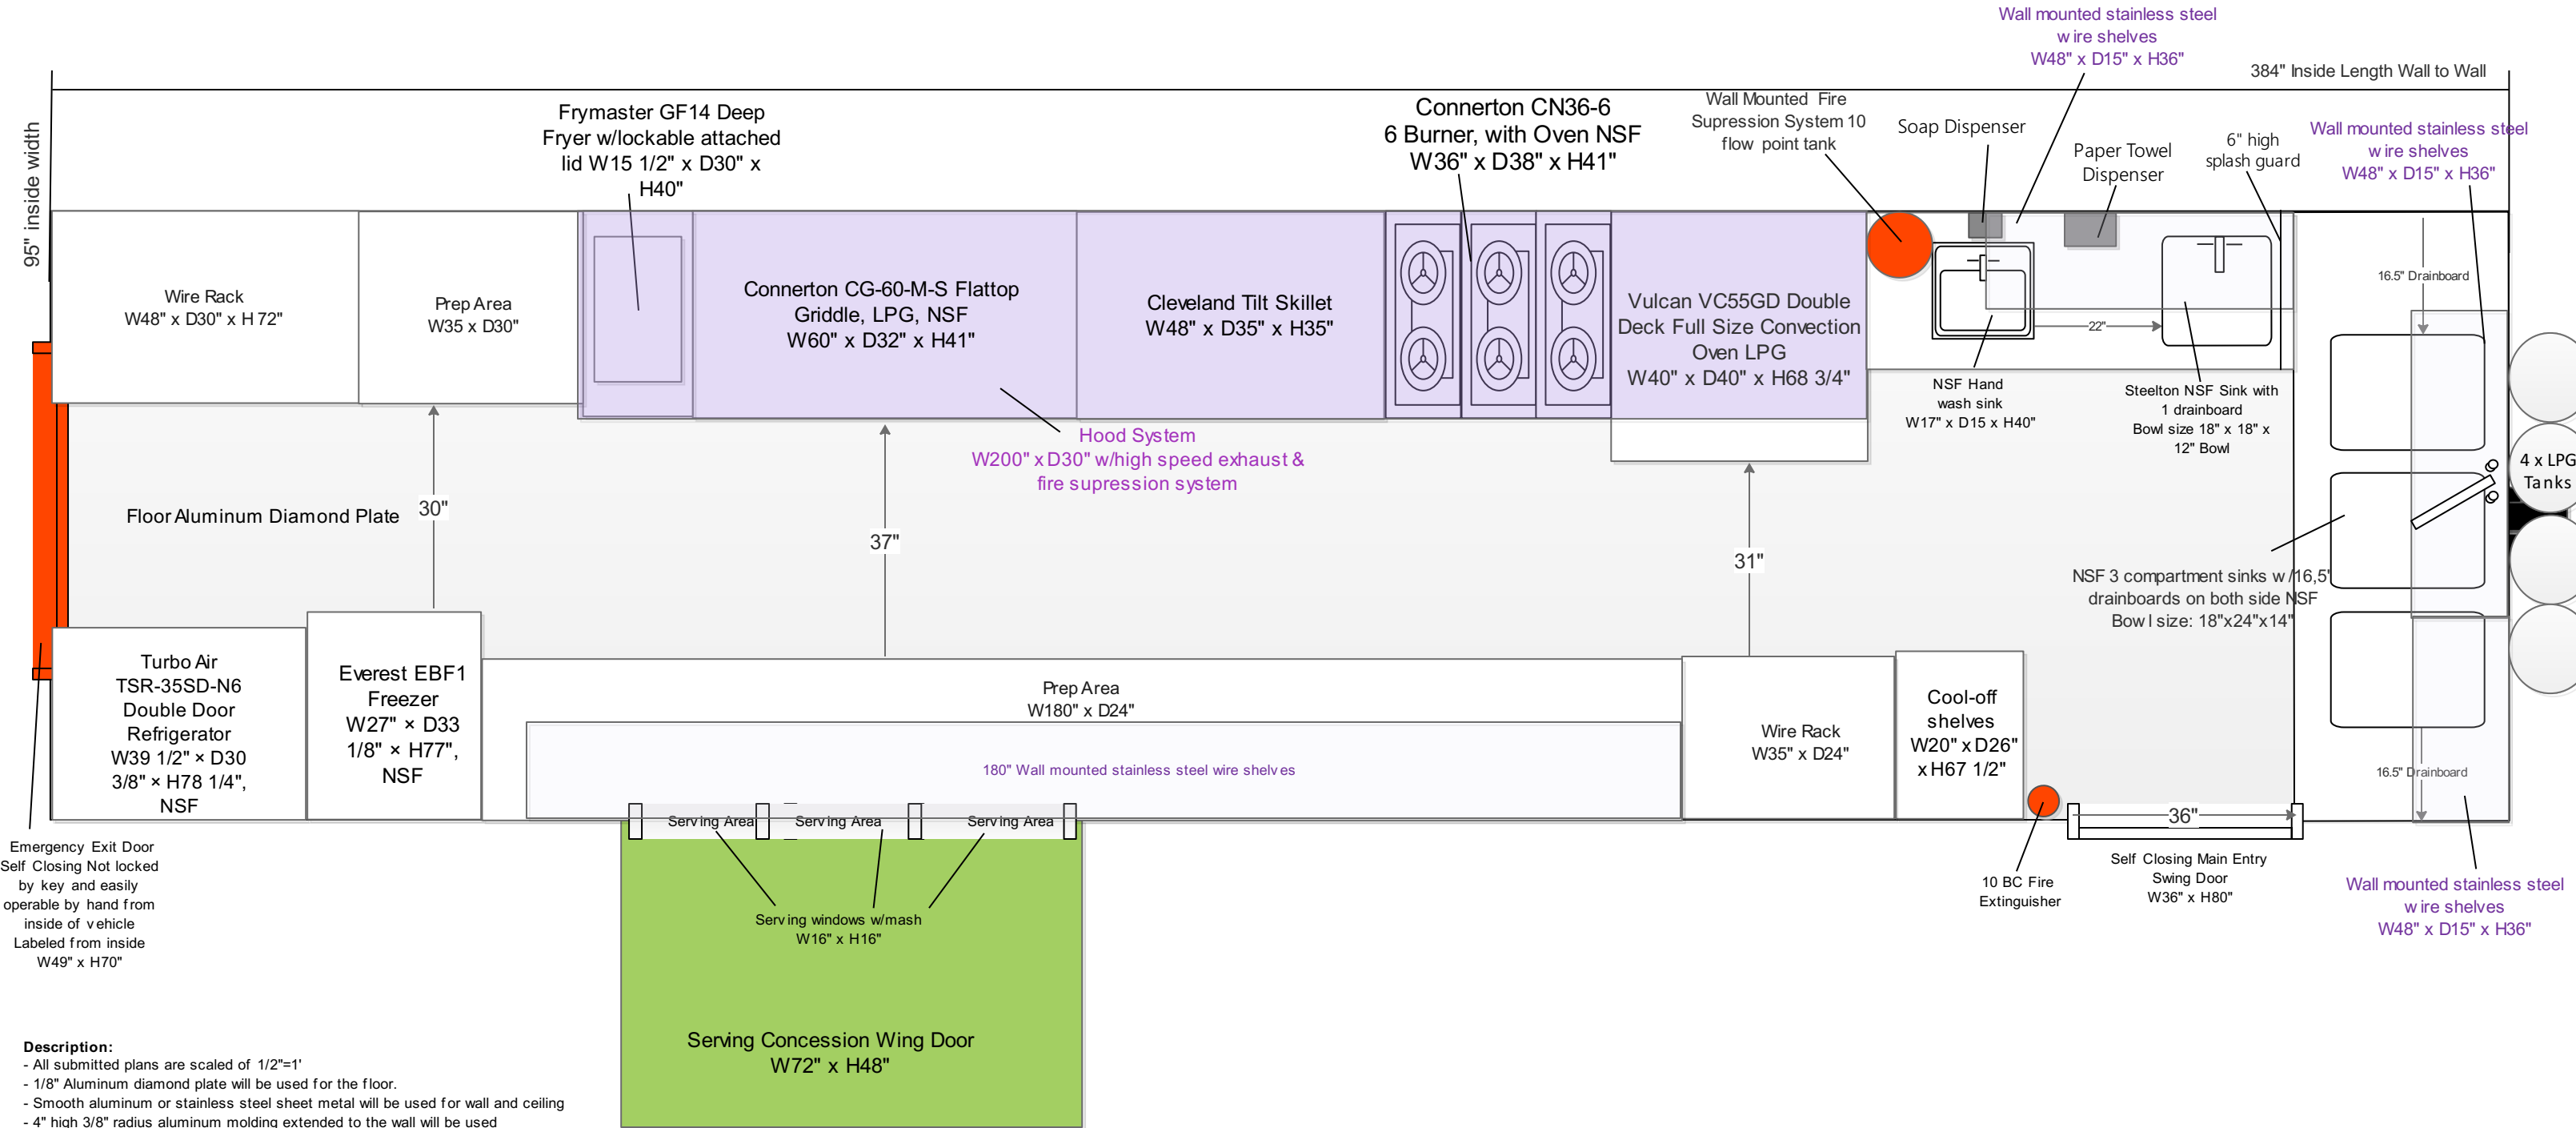 Wall mounted stainless steel
wire shelves
W48" x D15" x H36"
384" Inside Length Wall to Wall
95" inside width
Frymaster GF14 Deep
Fryer w/lockable attached
lid W15 1/2" x D30" x
H40"
Connerton CN36-6
6 Burner, with Oven NSF
W36" x D38" x H41"
Wall Mounted Fire
Supression System 10
flow point tank
Soap Dispenser
Paper Towel
Dispenser
6" high
splash guard
Wall mounted stainless steel
wire shelves
W48" x D15" x H36"
Wire Rack
W48" x D30" x H 72"
Prep Area
W35 x D30"
Connerton CG-60-M-S Flattop
Griddle, LPG, NSF
W60" x D32" x H41"
Cleveland Tilt Skillet
W48" x D35" x H35"
Vulcan VC55GD Double
Deck Full Size Convection
Oven LPG
W40" x D40" x H68 3/4"
22"
16.5" Drainboard
NSF Hand
wash sink
W17" x D15 x H40"
Steelton NSF Sink with
1 drainboard
Bowl size 18" x 18" x
12" Bowl
Hood System
W200" x D30" w/high speed exhaust &
fire supression system
4 x LPG
Tanks
Floor Aluminum Diamond Plate
30"
37"
31"
NSF 3 compartment sinks w/16,5"
drainboards on both side NSF
Bowl size: 18"x24"x14"
Turbo Air
TSR-35SD-N6
Double Door
Refrigerator
W39 1/2" × D30
3/8" × H78 1/4",
NSF
Everest EBF1
Freezer
W27" × D33
1/8" × H77",
NSF
Prep Area
W180" x D24"
180" Wall mounted stainless steel wire shelves
Wire Rack
W35" x D24"
Cool-off
shelves
W20" x D26"
x H67 1/2"
16.5" Drainboard
Serving Area
Serving Area
Serving Area
36"
Emergency Exit Door
Self Closing Not locked
by key and easily
operable by hand from
inside of vehicle
Labeled from inside
W49" x H70"
Serving windows w/mash
W16" x H16"
10 BC Fire
Extinguisher
Self Closing Main Entry
Swing Door
W36" x H80"
Wall mounted stainless steel
wire shelves
W48" x D15" x H36"
Serving Concession Wing Door
W72" x H48"
Description:
- All submitted plans are scaled of 1/2"=1'
- 1/8" Aluminum diamond plate will be used for the floor.
- Smooth aluminum or stainless steel sheet metal will be used for wall and ceiling
- 4" high 3/8" radius aluminum molding extended to the wall will be used